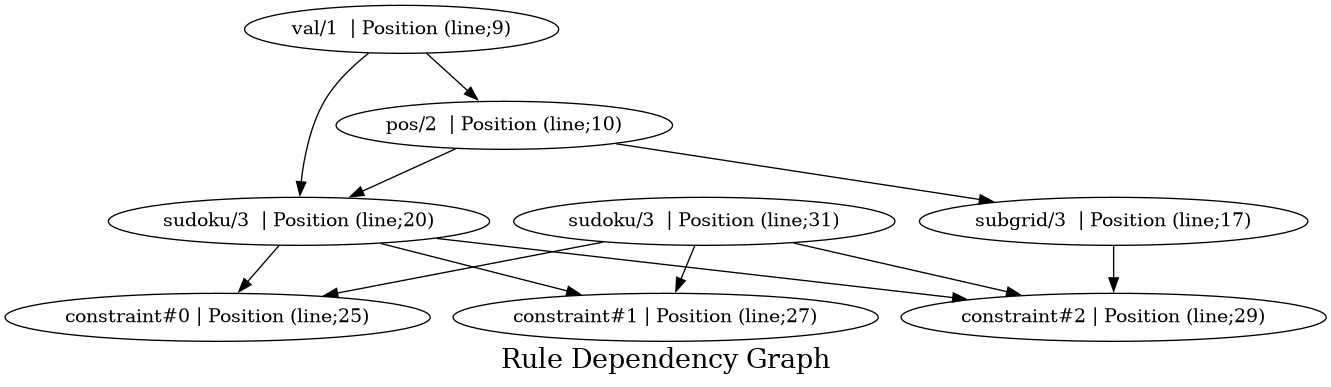 val/1 | Position (line;9)
pos/2 | Position (line;10)
sudoku/3 | Position (line;20)
sudoku/3 | Position (line;31)
subgrid/3 | Position (line;17)
constraint#0 | Position (line;25)
constraint#1 | Position (line;27)
constraint#2 | Position (line;29)
Rule Dependency Graph